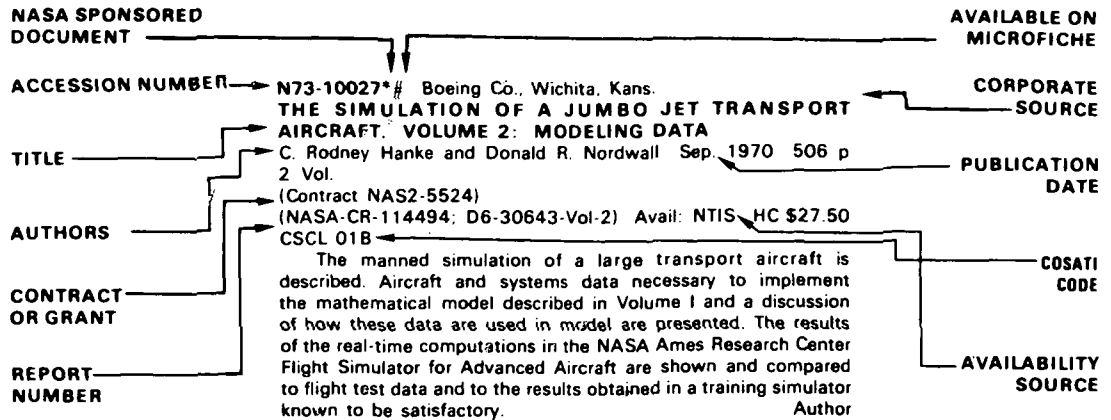 NASA SPONSORED
DOCUMENT
AVAILABLE ON
MICROFICHE
ACCESSION NUMBER
N73-10027*# Boeing Co., Wichita, Kans.
CORPORATE
SOURCE
THE SIMULATION OF A JUMBO JET TRANSPORT
AIRCRAFT. VOLUME 2: MODELING DATA
TITLE
C. Rodney Hanke and Donald R. Nordwall Sep. 1970 506 p
2 Vol.
PUBLICATION
DATE
(Contract NAS2-5524)
(NASA-CR-114494; D6-30643-Vol-2) Avail: NTIS HC $27.50
AUTHORS
CSCL 01B
COSATI
CODE
The manned simulation of a large transport aircraft is
described. Aircraft and systems data necessary to implement
the mathematical model described in Volume I and a discussion
of how these data are used in model are presented. The results
of the real-time computations in the NASA Ames Research Center
Flight Simulator for Advanced Aircraft are shown and compared
to flight test data and to the results obtained in a training simulator
known to be satisfactory. Author
CONTRACT
OR GRANT
REPORT
NUMBER
AVAILABILITY
SOURCE